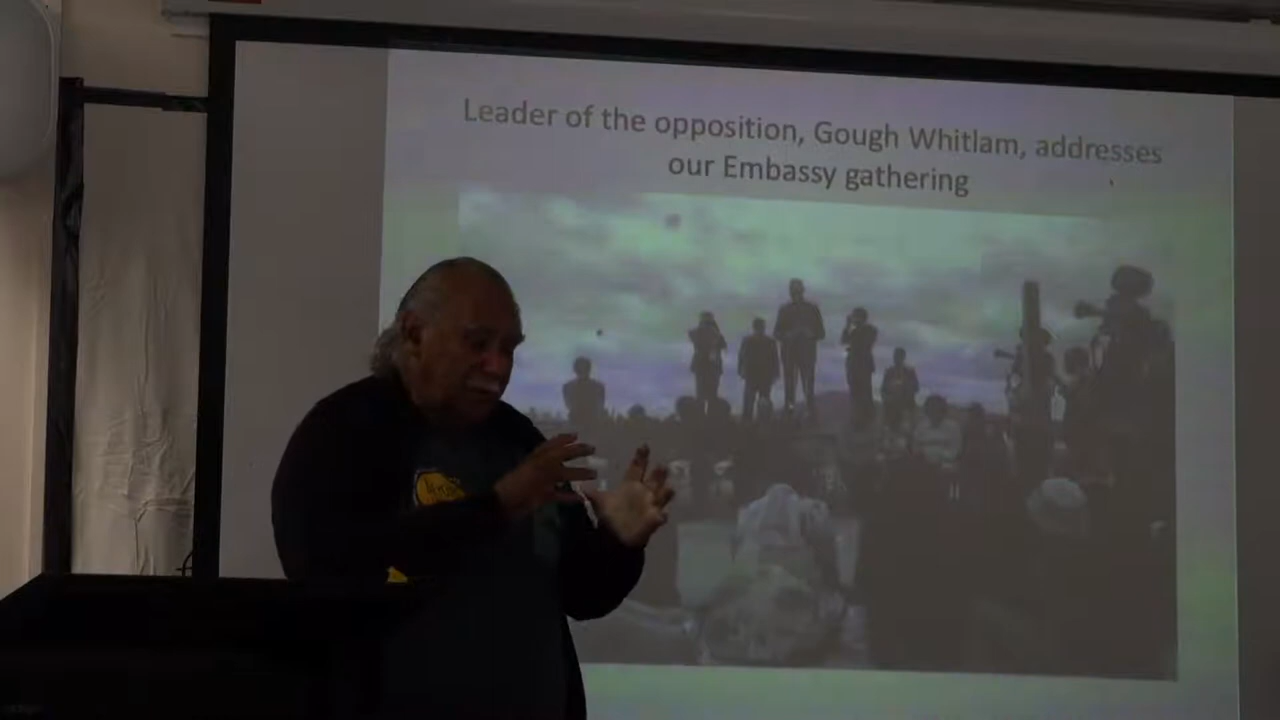 Leader of the opposition, Gough Whitlam, addresses
our Embassy gathering